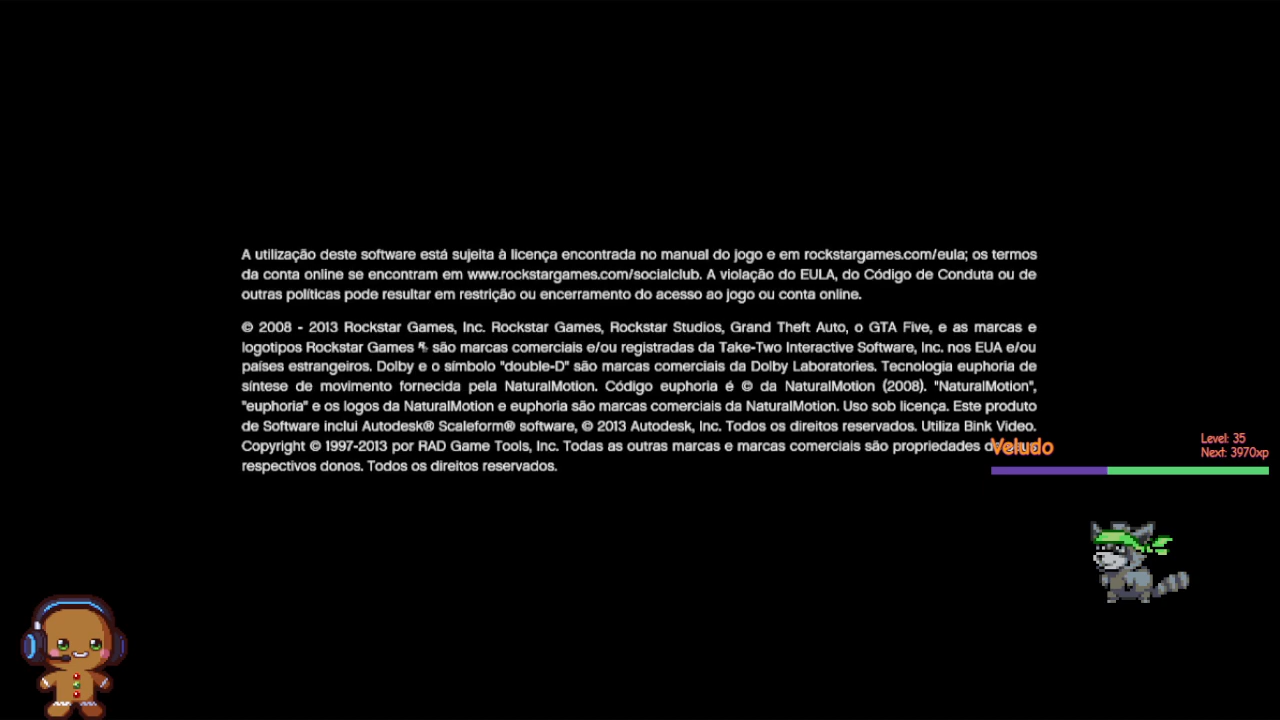 A utilização deste software está sujeita à licença encontrada no manual do jogo e em rockstargames.com/eula; os termos
da conta online se encontram em www.rockstargames.com/socialclub. A violação do EULA, do Código de Conduta ou de
outras políticas pode resultar em restrição ou encerramento do acesso ao jogo ou conta online.
© 2008 - 2013 Rockstar Games, Inc. Rockstar Games, Rockstar Studios, Grand Theft Auto, o GTA Five, e as marcas e
logotipos Rockstar Games são marcas comerciais e/ou registradas da Take-Two Interactive Software, Inc. nos EUA e/ou
países estrangeiros. Dolby e o símbolo "double-D" são marcas comerciais da Dolby Laboratories. Tecnologia euphoria de
síntese de movimento fornecida pela NaturalMotion. Código euphoria é © da NaturalMotion (2008). "NaturalMotion",
"euphoria" e os logos da NaturalMotion e euphoria são marcas comerciais da NaturalMotion. Uso sob licença. Este produto
de Software inclui Autodesk® Scaleform® software, © 2013 Autodesk, Inc. Todos os direitos reservados. Utiliza Bink Video.
Copyright © 1997-2013 por RAD Game Tools, Inc. Todas as outras marcas e marcas comerciais são propriedades
respectivos donos. Todos os direitos reservados.
Veludo
Level: 35
Next: 3970xp